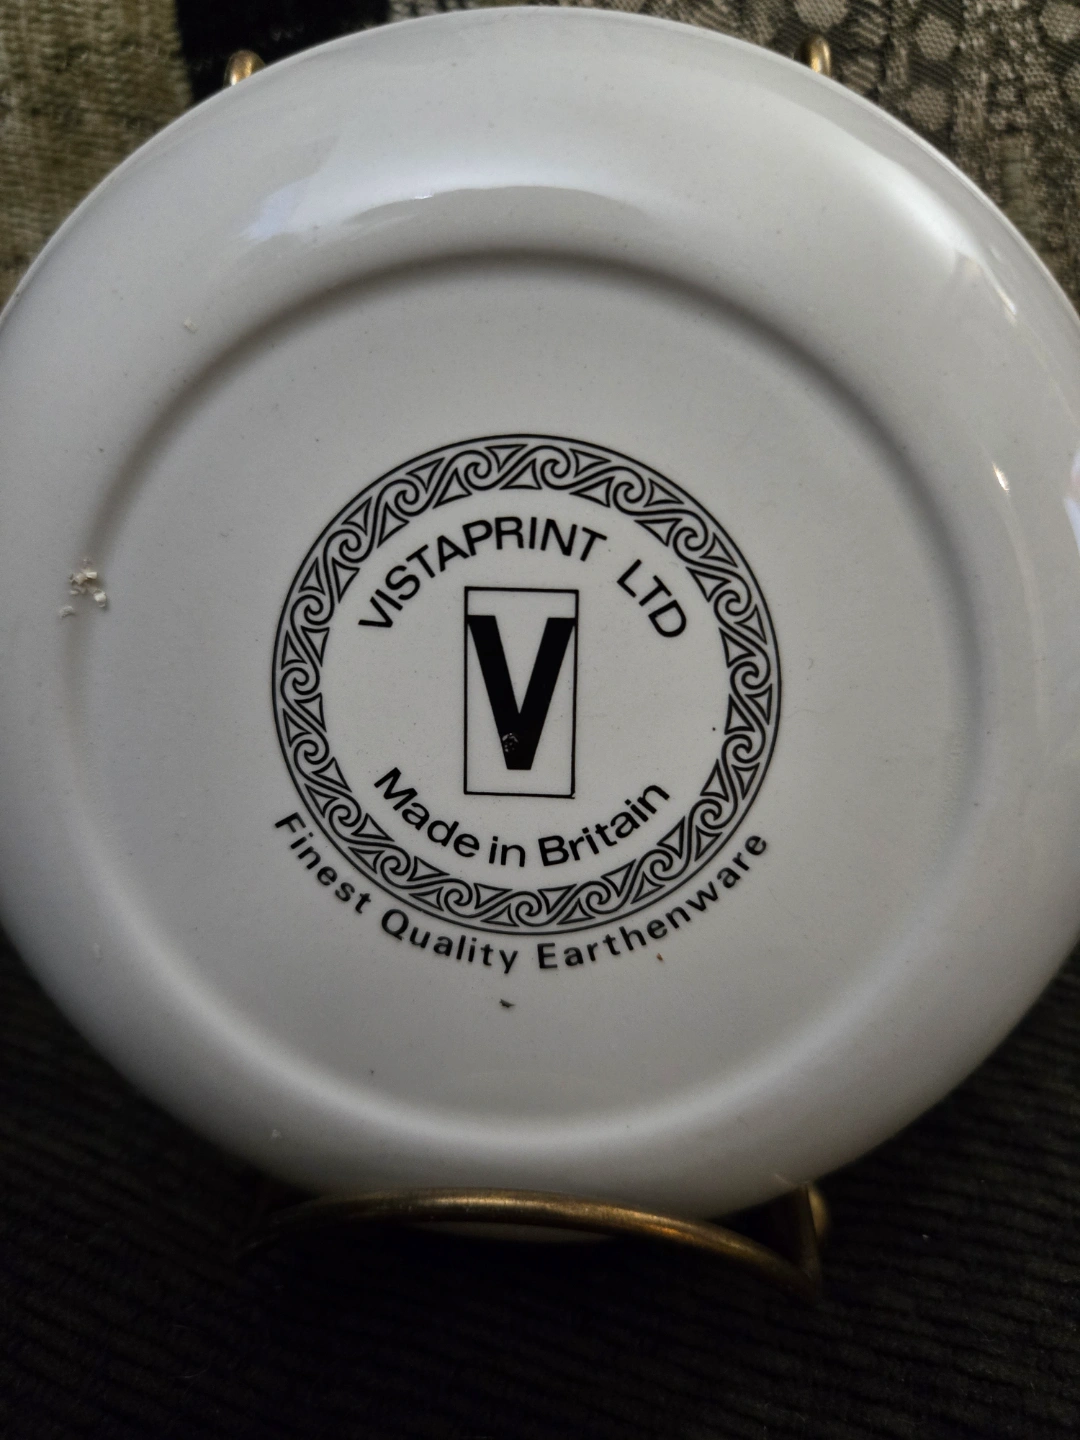 VISTAPRINT LTD
V
Made in Britain
Finest Quality Earthenware